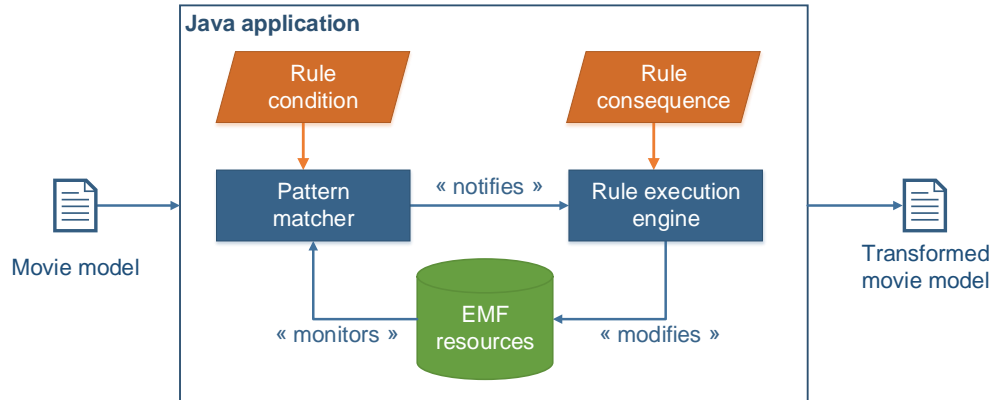 Java application
Rule
condition
Rule
consequence
Pattern
matcher
« notifies »
Rule execution
engine
Movie model
Transformed
movie model
« monitors »
EMF
resources
« modifies »